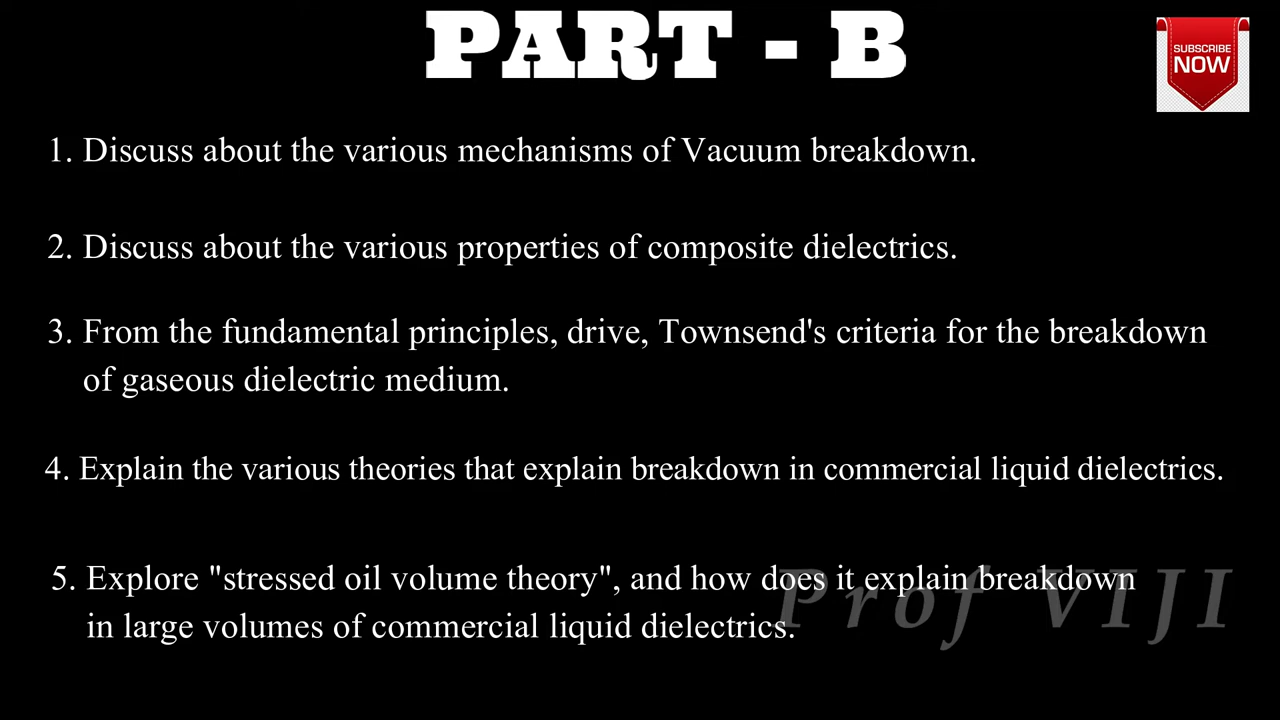 PART - B
SUBSCRIBE
NOW
1. Discuss about the various mechanisms of Vacuum breakdown.
2. Discuss about the various properties of composite dielectrics.
3. From the fundamental principles, drive, Townsend's criteria for the breakdown
of gaseous dielectric medium.
4. Explain the various theories that explain breakdown in commercial liquid dielectrics.
5. Explore "stressed oil volume theory", and how does it explain breakdown
in large volumes of commercial liquid dielectrics.
Prof VIJI